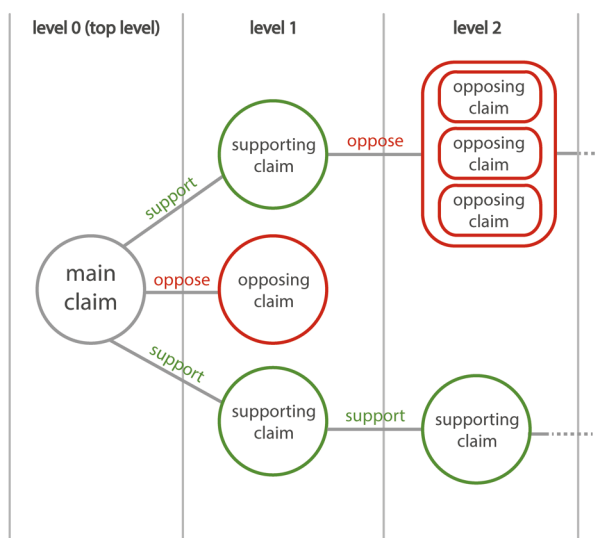 level 0 (top level)
level 1
level 2
opposing
claim
supporting
claim
oppose
opposing
claim
support
opposing
claim
main
claim
oppose
opposing
claim
support
supporting
claim
support
supporting
claim